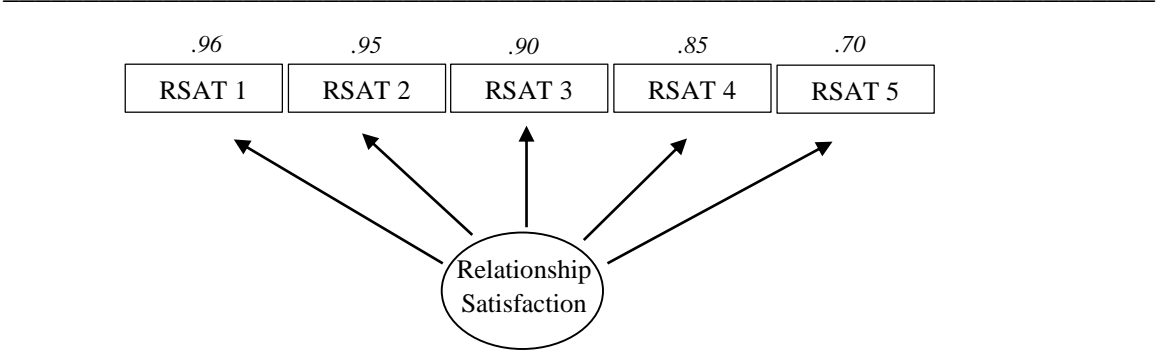 .96 .95 .90 .85 .70
RSAT 1 RSAT 2 RSAT 3 RSAT 4 RSAT 5
Relationship
Satisfaction